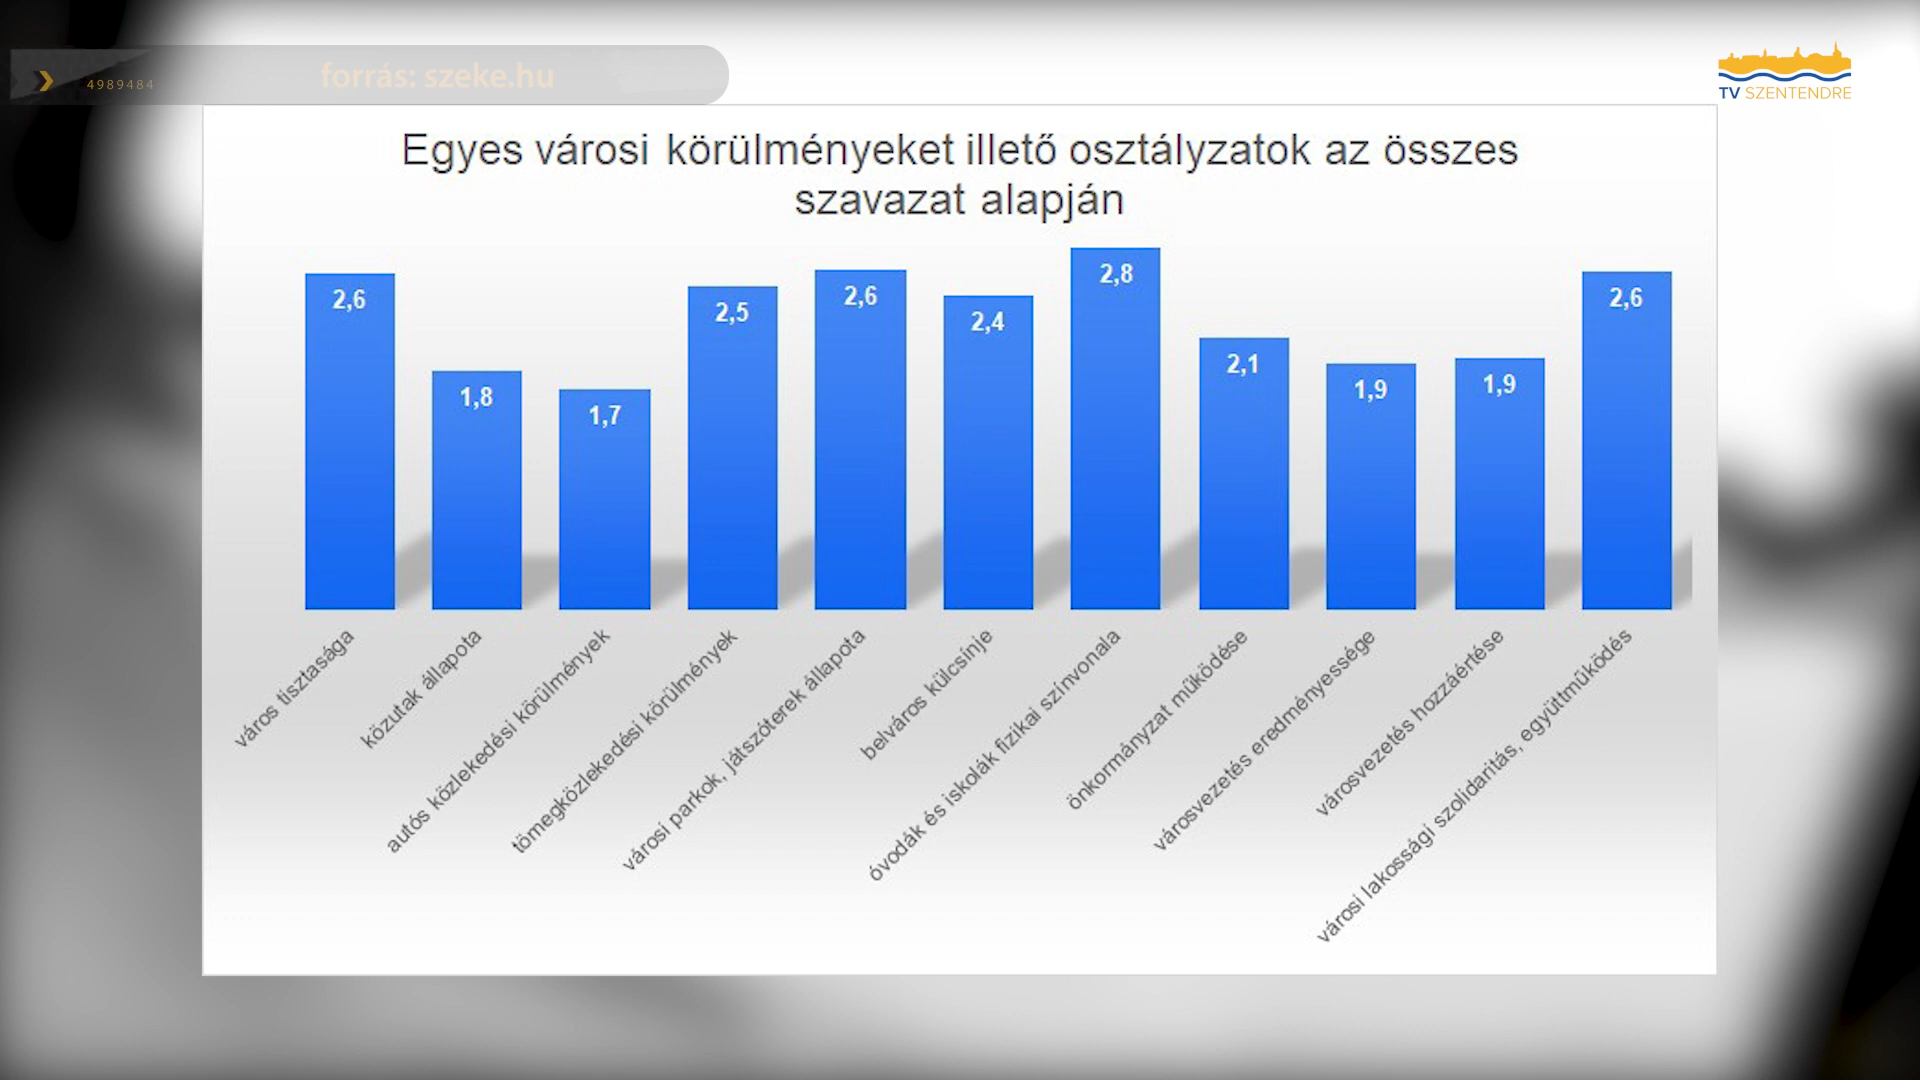 4989484
forrás: szeke.hu
TV SZENTENDRE
Egyes városi körülményeket illető osztályzatok az összes
szavazat alapján
2,6
1,8
1,7
2,5
2,6
2,4
2,8
2,1
1,9
1,9
2,6
város tisztasága
közutak állapota
autós közlekedési körülmények
tömegközlekedési körülmények
városi parkok, játszóterek állapota
belváros külcsínje
óvodák és iskolák fizikai színvonala
önkormányzat működése
városvezetés eredményessége
városvezetés hozzáértése
városi lakossági szolidaritás, együttműködés